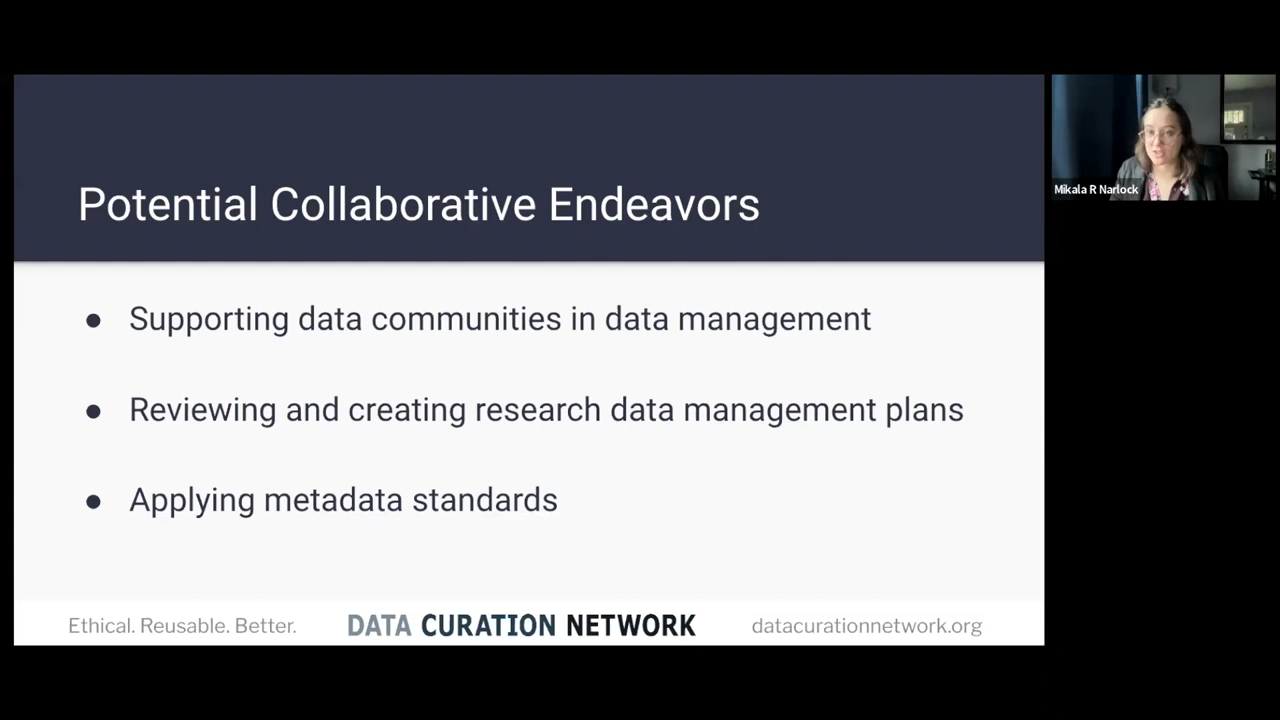 Potential Collaborative Endeavors
Mikala R Narlock
● Supporting data communities in data management
● Reviewing and creating research data management plans
● Applying metadata standards
Ethical. Reusable. Better.
DATA CURATION NETWORK
datacurationnetwork.org